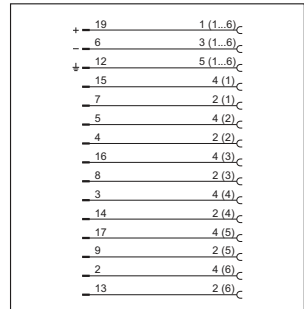 + 19 1 (1...6)
– 6 3 (1...6)
⏚ 12 5 (1...6)
15 4 (1)
7 2 (1)
5 4 (2)
4 2 (2)
16 4 (3)
8 2 (3)
3 4 (4)
14 2 (4)
17 4 (5)
9 2 (5)
2 4 (6)
13 2 (6)